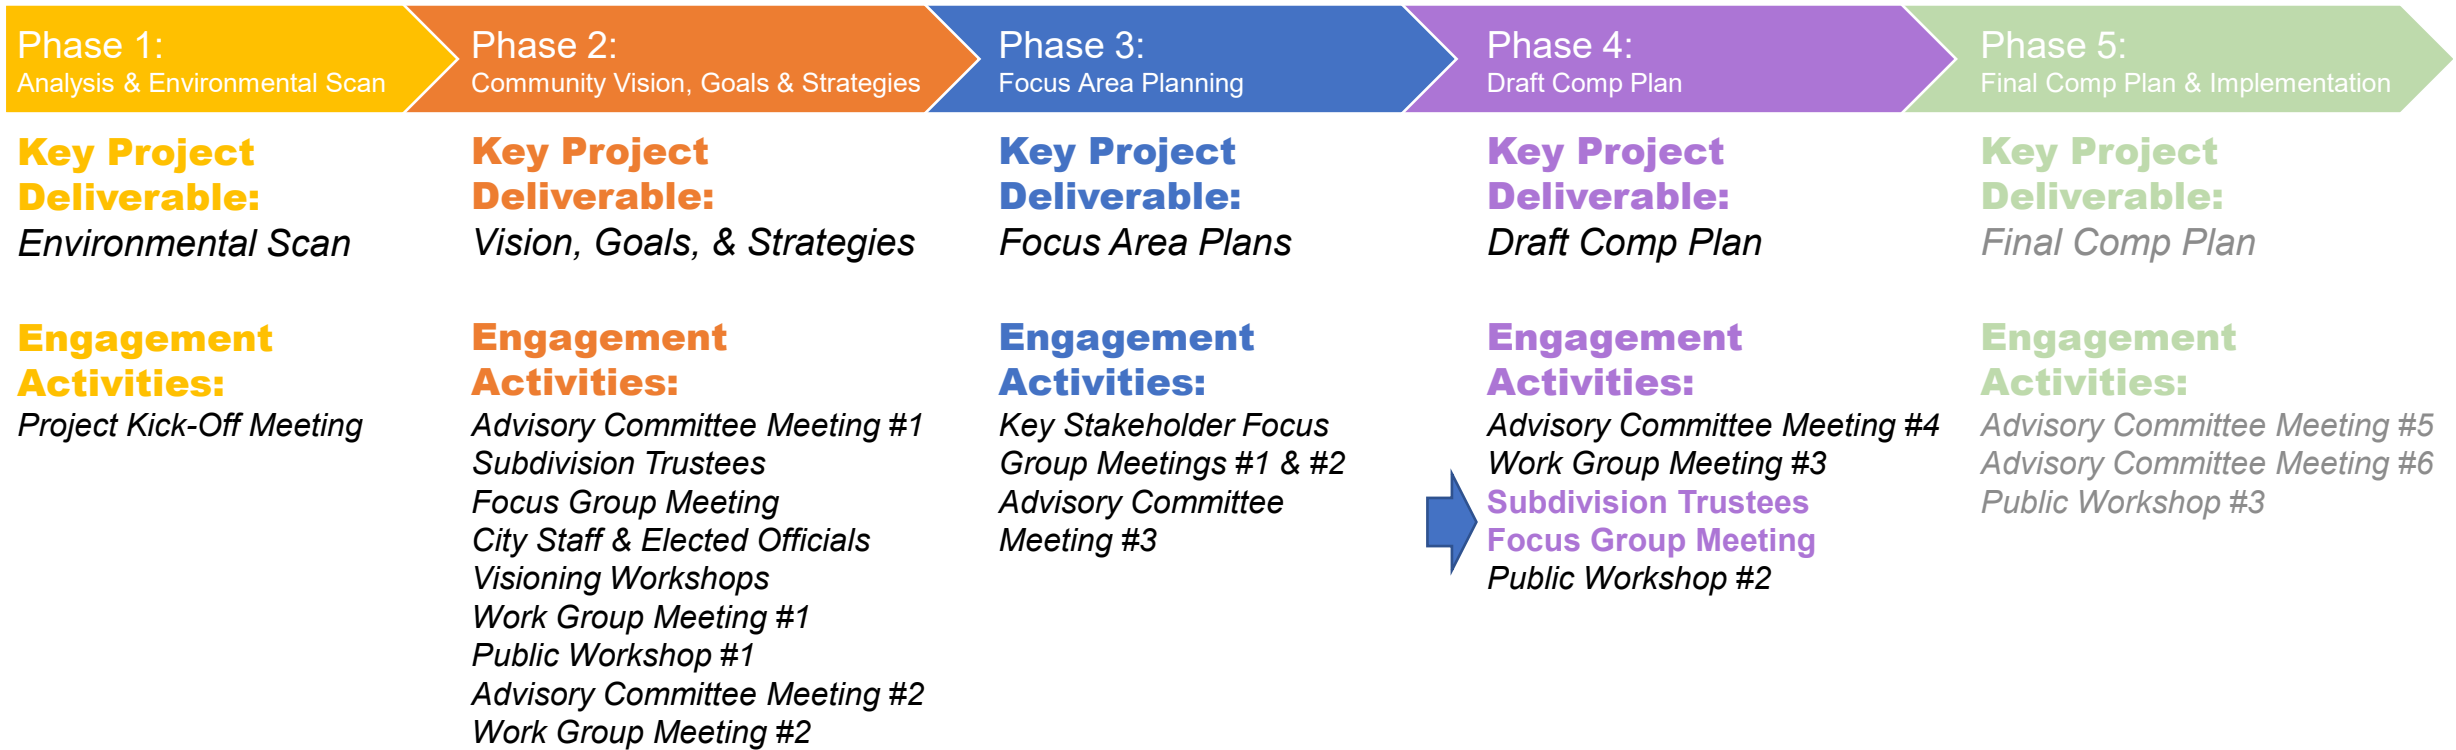 Phase 1:
Analysis & Environmental Scan
Key Project
Deliverable:
Environmental Scan
Engagement
Activities:
Project Kick-Off Meeting
Phase 2:
Community Vision, Goals & Strategies
Key Project
Deliverable:
Vision, Goals, & Strategies
Engagement
Activities:
Advisory Committee Meeting #1
Subdivision Trustees
Focus Group Meeting
City Staff & Elected Officials
Visioning Workshops
Work Group Meeting #1
Public Workshop #1
Advisory Committee Meeting #2
Work Group Meeting #2
Phase 3:
Focus Area Planning
Key Project
Deliverable:
Focus Area Plans
Engagement
Activities:
Key Stakeholder Focus
Group Meetings #1 & #2
Advisory Committee
Meeting #3
Phase 4:
Draft Comp Plan
Key Project
Deliverable:
Draft Comp Plan
Engagement
Activities:
Advisory Committee Meeting #4
Work Group Meeting #3
Subdivision Trustees
Focus Group Meeting
Public Workshop #2
Phase 5:
Final Comp Plan & Implementation
Key Project
Deliverable:
Final Comp Plan
Engagement
Activities:
Advisory Committee Meeting #5
Advisory Committee Meeting #6
Public Workshop #3